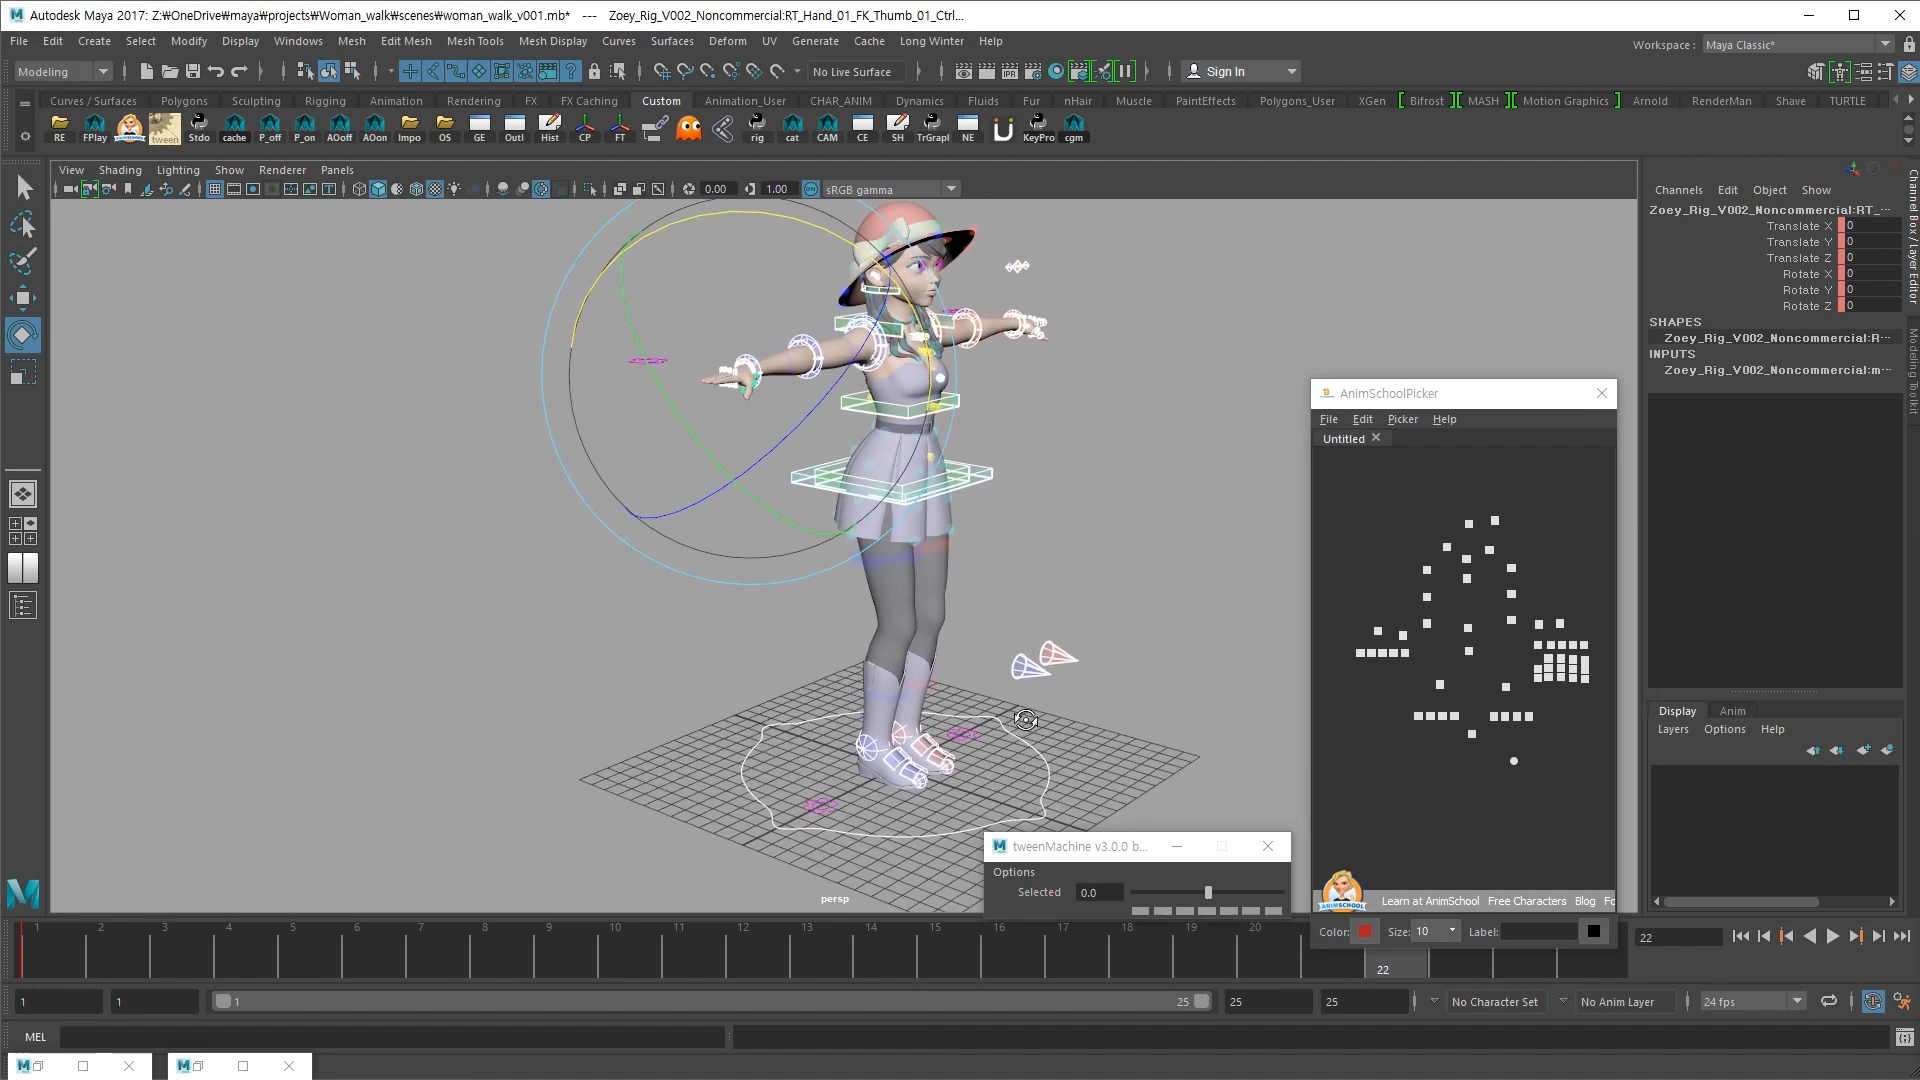 Autodesk Maya 2017: Z:₩OneDrive₩maya₩projects₩Woman_walk₩scenes₩woman_walk_v001.mb*   ---   Zoey_Rig_V002_Noncommercial:RT_Hand_01_FK_Thumb_01_Ctrl...
File Edit Create Select Modify Display Windows Mesh Edit Mesh Mesh Tools Mesh Display Curves Surfaces Deform UV Generate Cache Long Winter Help
Workspace : Maya Classic*
Modeling No Live Surface Sign In
Curves / Surfaces Polygons Sculpting Rigging Animation Rendering FX FX Caching Custom Animation_User CHAR_ANIM Dynamics Fluids Fur nHair Muscle PaintEffects Polygons_User XGen Bifrost MASH Motion Graphics Arnold RenderMan Shave TURTLE
RE FPlay tween Stdo cache P_off P_on AOoff AOon Impo OS GE Outl Hist CP FT rig cat CAM CE SH TrGrapl NE KeyPro cgm
View Shading Lighting Show Renderer Panels
0.00 1.00 ON sRGB gamma
Channels Edit Object Show
Zoey_Rig_V002_Noncommercial:RT_...
Translate X 0
Translate Y 0
Translate Z 0
Rotate X 0
Rotate Y 0
Rotate Z 0
SHAPES
Zoey_Rig_V002_Noncommercial:R...
INPUTS
Zoey_Rig_V002_Noncommercial:m...
Channel Box / Layer Editor
Modeling Toolkit
AnimSchoolPicker
File Edit Picker Help
Untitled
ANIMSCHOOL
Learn at AnimSchool Free Characters Blog Fo
Color: Size: 10 Label:
Display Anim
Layers Options Help
persp
tweenMachine v3.0.0 b...
Options
Selected 0.0
1 2 3 4 5 6 7 8 9 10 11 12 13 14 15 16 17 18 19 20
22
22
1 1 1 25 25 25 No Character Set No Anim Layer 24 fps
MEL